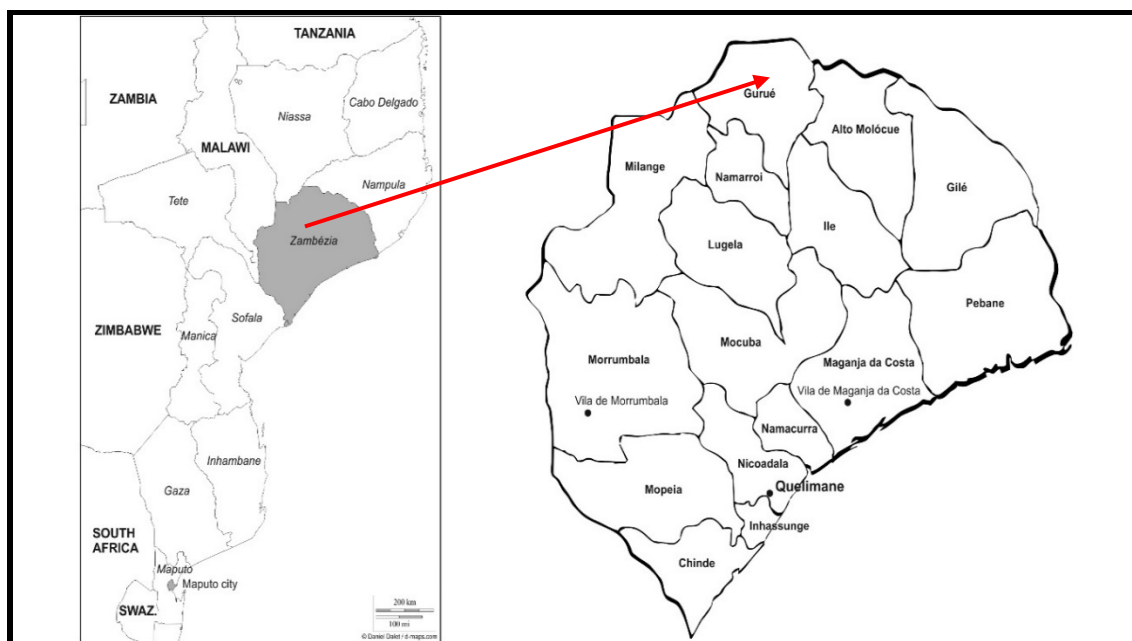 TANZANIA
ZAMBIA
Cabo Delgado
Niassa
MALAWI
Nampula
Tete
Zambézia
ZIMBABWE
Sofala
Manica
Inhambane
Gaza
SOUTH
AFRICA
Maputo
Maputo city
SWAZ.
200 km
100 mi
© Daniel Dalet / d-maps.com
Gurué
Alto Molócue
Milange
Namarroi
Gilé
Ile
Lugela
Pebane
Mocuba
Morrumbala
Maganja da Costa
Vila de Maganja da Costa
Vila de Morrumbala
Namacurra
Nicoadala
Mopeia
Quelimane
Inhassunge
Chinde